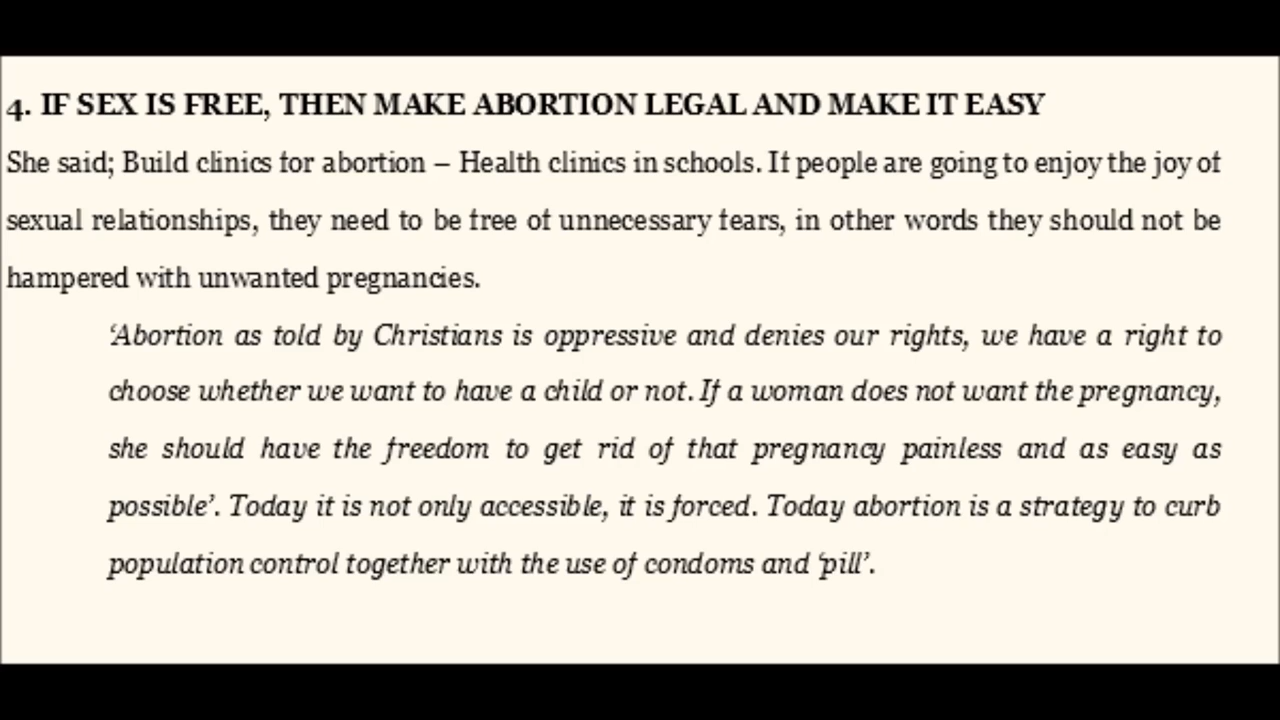 4. IF SEX IS FREE, THEN MAKE ABORTION LEGAL AND MAKE IT EASY
She said; Build clinics for abortion – Health clinics in schools. If people are going to enjoy the joy of
sexual relationships, they need to be free of unnecessary fears, in other words they should not be
hampered with unwanted pregnancies.
‘Abortion as told by Christians is oppressive and denies our rights, we have a right to
choose whether we want to have a child or not. If a woman does not want the pregnancy,
she should have the freedom to get rid of that pregnancy painless and as easy as
possible’. Today it is not only accessible, it is forced. Today abortion is a strategy to curb
population control together with the use of condoms and ‘pill’.